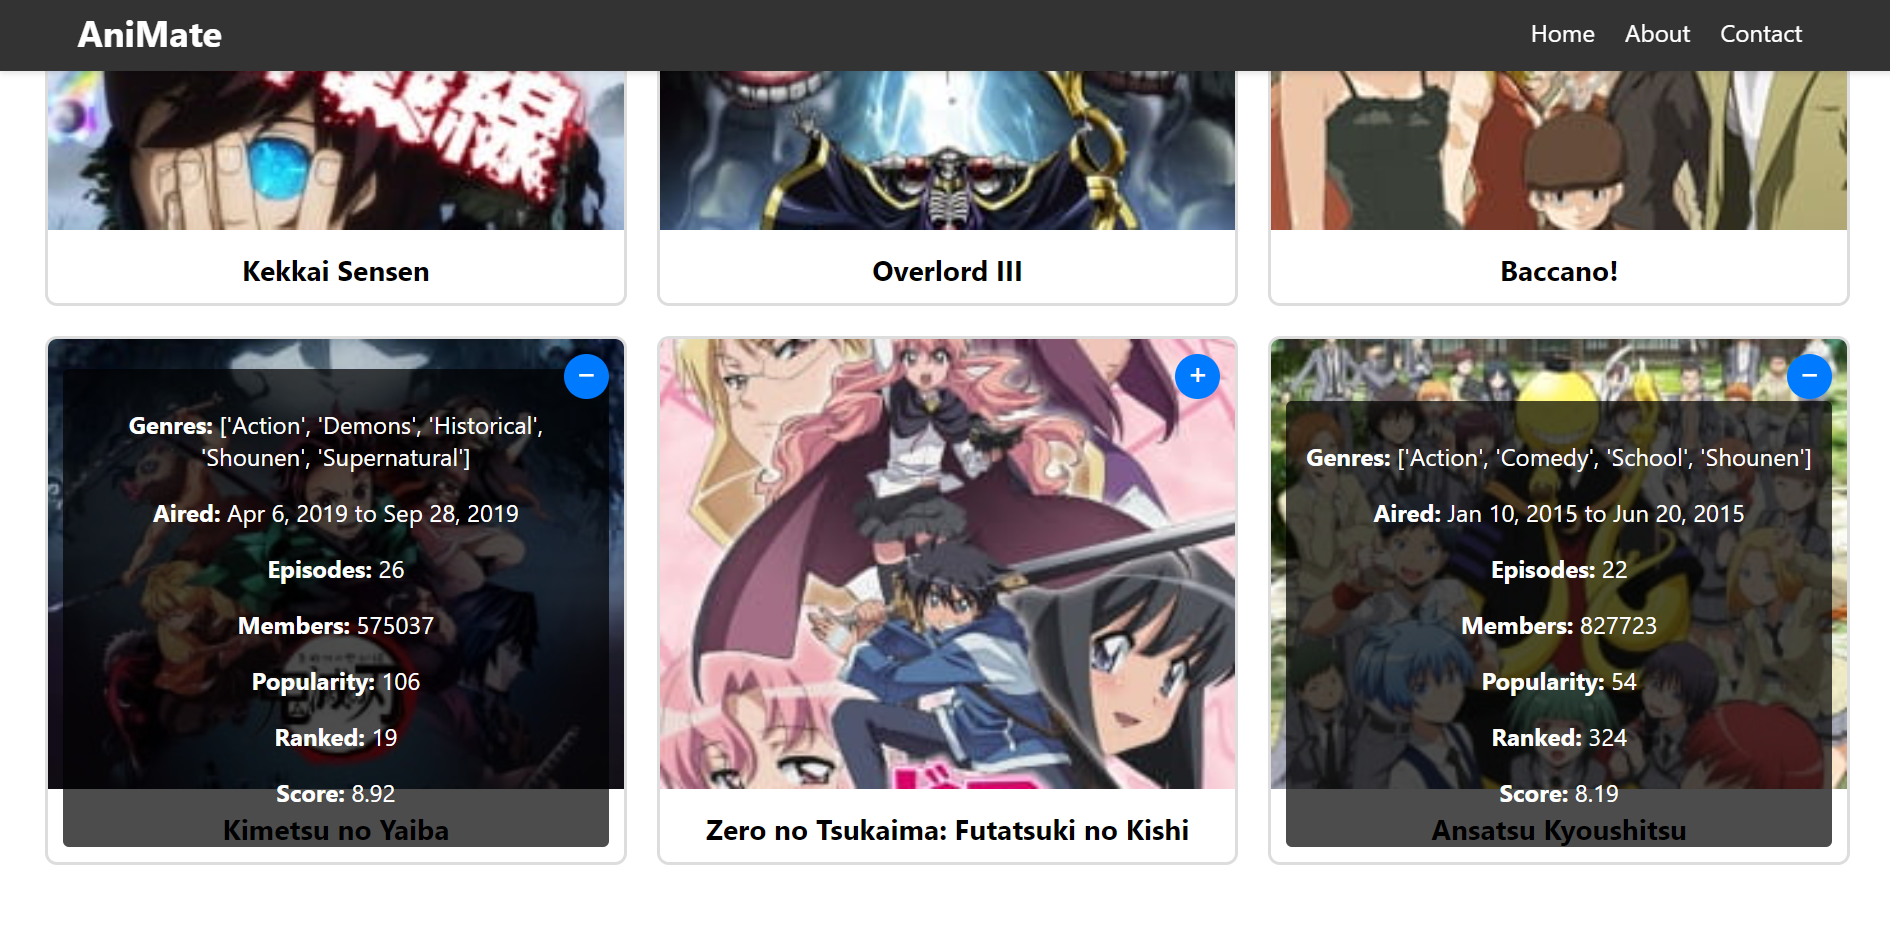 AniMate
Home About Contact
戦線
Kekkai Sensen
Overlord III
Baccano!
−
Genres: ['Action', 'Demons', 'Historical',
'Shounen', 'Supernatural']
Aired: Apr 6, 2019 to Sep 28, 2019
Episodes: 26
Members: 575037
Popularity: 106
Ranked: 19
Score: 8.92
Kimetsu no Yaiba
+
Zero no Tsukaima: Futatsuki no Kishi
−
Genres: ['Action', 'Comedy', 'School', 'Shounen']
Aired: Jan 10, 2015 to Jun 20, 2015
Episodes: 22
Members: 827723
Popularity: 54
Ranked: 324
Score: 8.19
Ansatsu Kyoushitsu